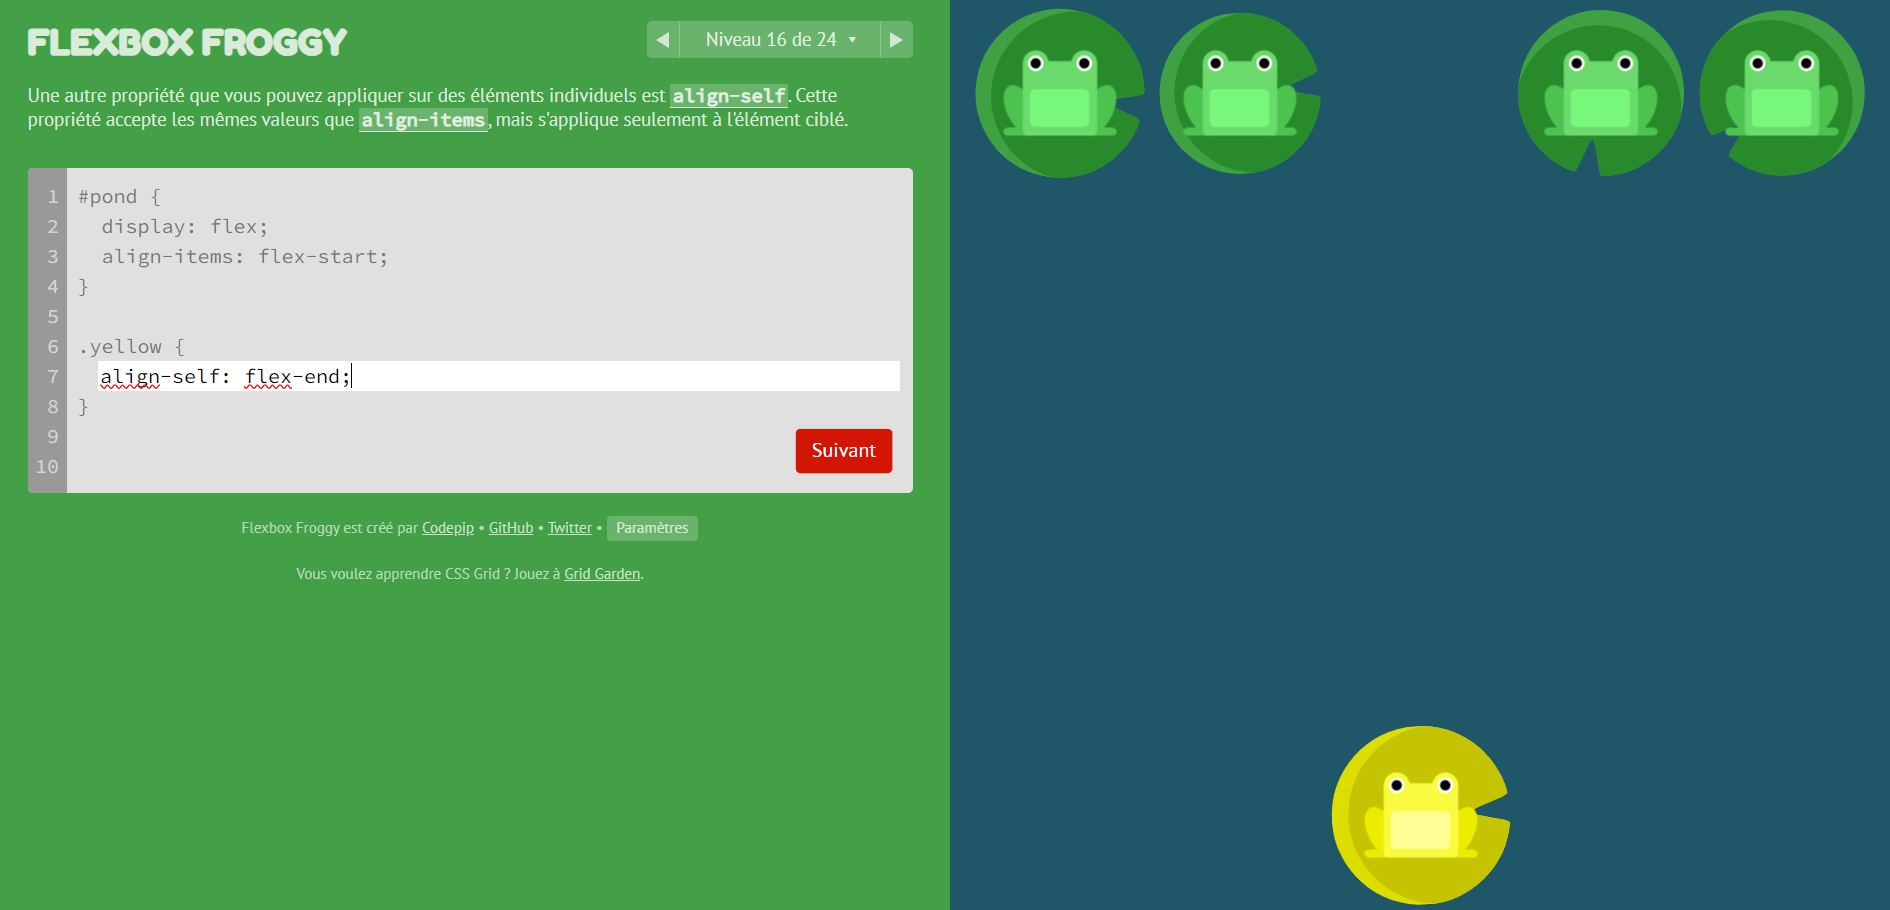 FLEXBOX FROGGY
◀ Niveau 16 de 24 ▾ ▶
Une autre propriété que vous pouvez appliquer sur des éléments individuels est align-self. Cette
propriété accepte les mêmes valeurs que align-items, mais s'applique seulement à l'élément ciblé.
1 #pond {
2   display: flex;
3   align-items: flex-start;
4 }
5
6 .yellow {
7   align-self: flex-end;
8 }
9
10
Suivant
Flexbox Froggy est créé par Codepip • GitHub • Twitter • Paramètres
Vous voulez apprendre CSS Grid ? Jouez à Grid Garden.